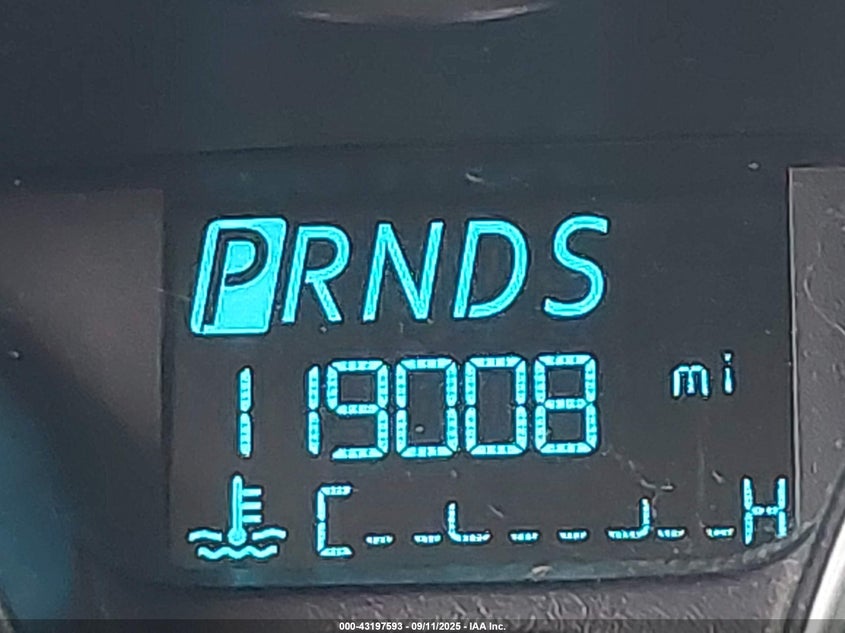 PRNDS
119008 mi
C H
000-43197593 - 09/11/2025 - IAA Inc.